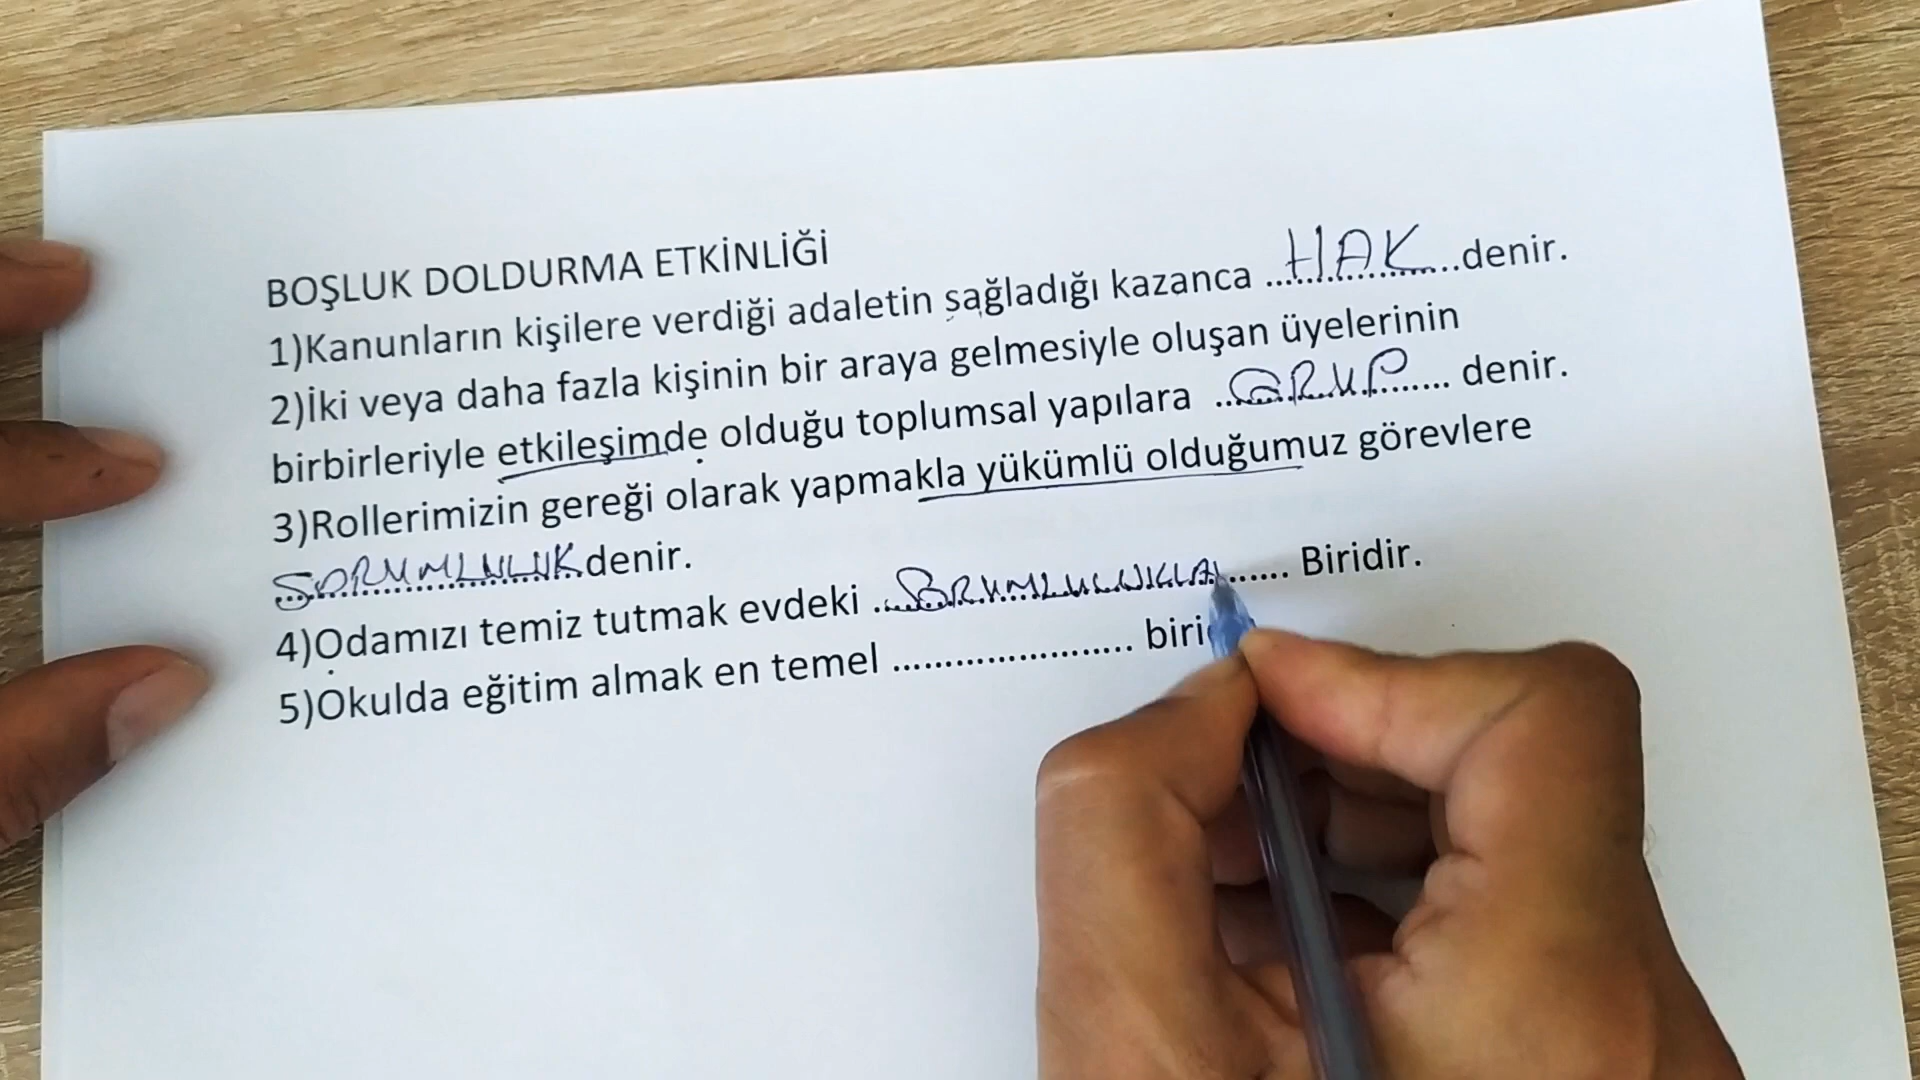 BOŞLUK DOLDURMA ETKİNLİĞİ
1)Kanunların kişilere verdiği adaletin sağladığı kazanca ..HAK...denir.
2)İki veya daha fazla kişinin bir araya gelmesiyle oluşan üyelerinin
birbirleriyle etkileşimde olduğu toplumsal yapılara ..GRUP...... denir.
3)Rollerimizin gereği olarak yapmakla yükümlü olduğumuz görevlere
SORUMLULUK.denir.
4)Odamızı temiz tutmak evdeki ..SORUMLULUKLA...... Biridir.
5)Okulda eğitim almak en temel ....................... biri